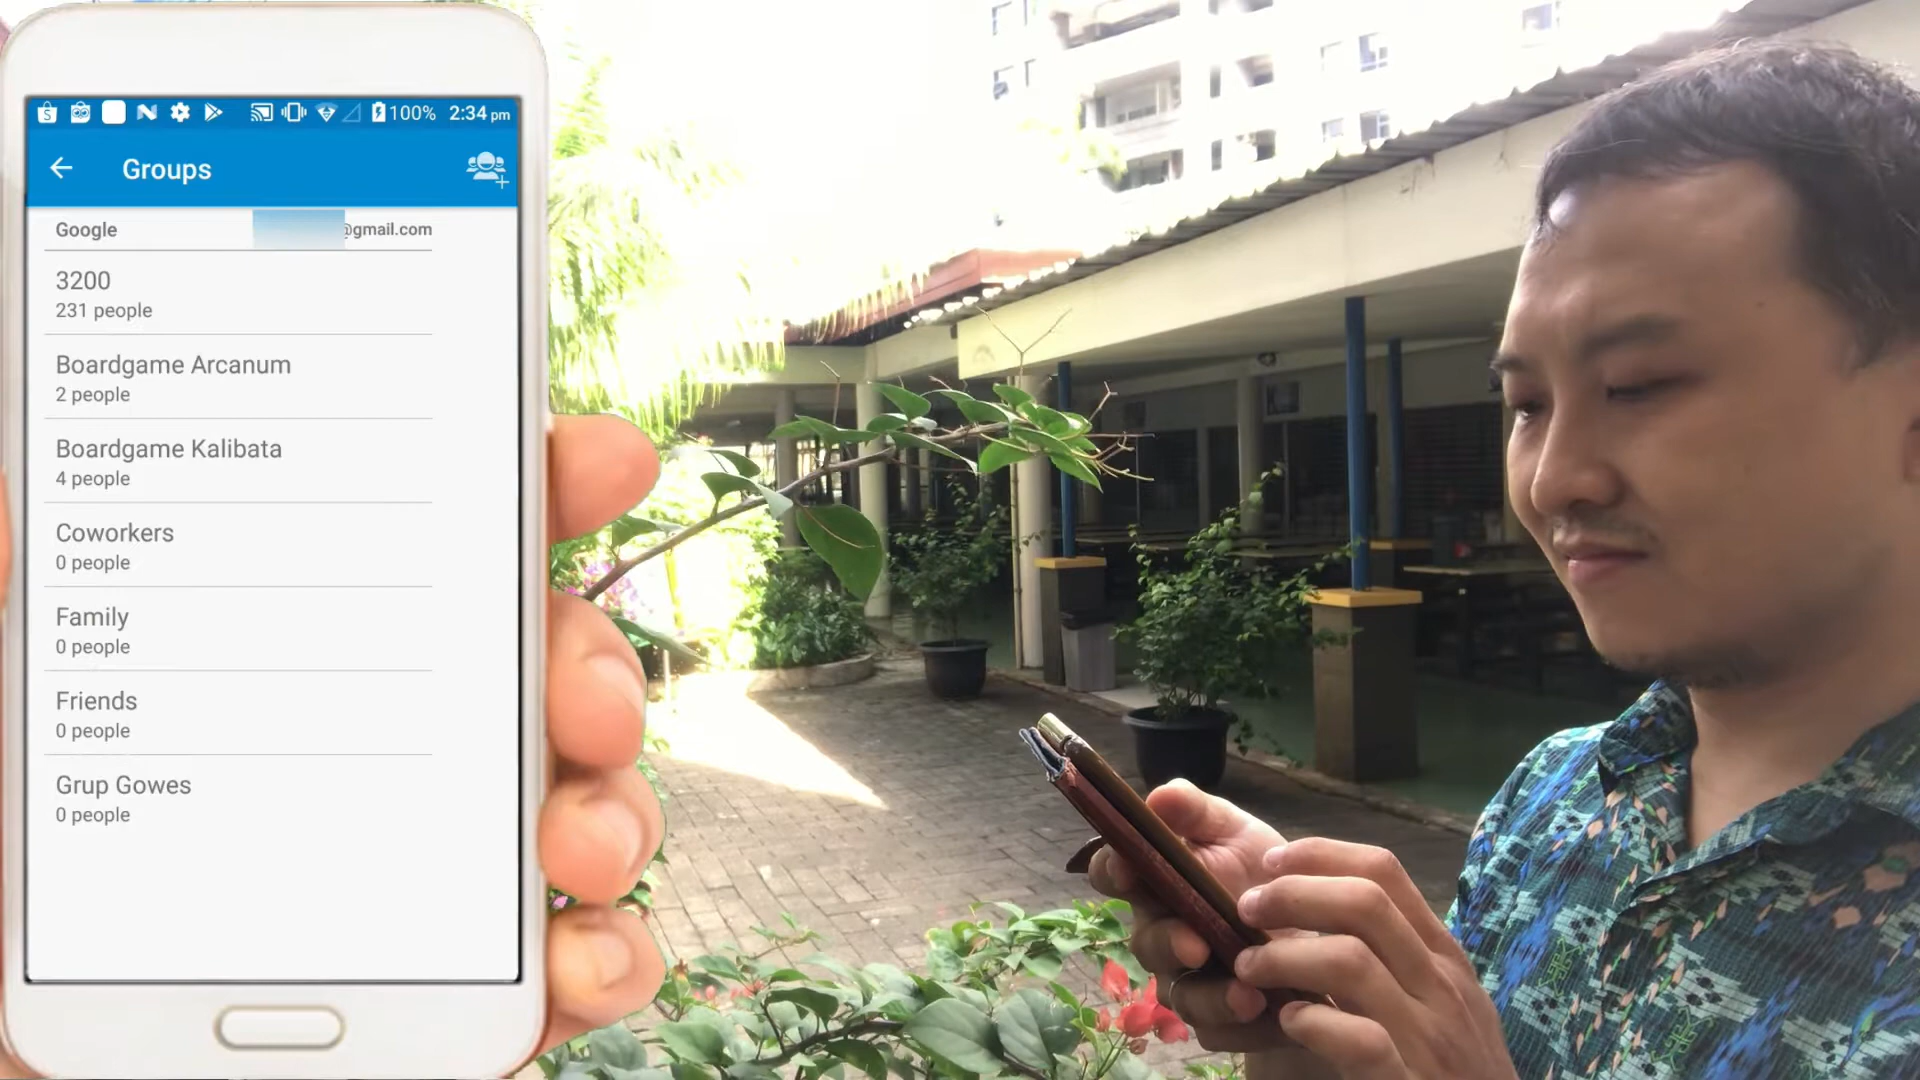 100% 2:34 pm
Groups
Google @gmail.com
3200
231 people
Boardgame Arcanum
2 people
Boardgame Kalibata
4 people
Coworkers
0 people
Family
0 people
Friends
0 people
Grup Gowes
0 people